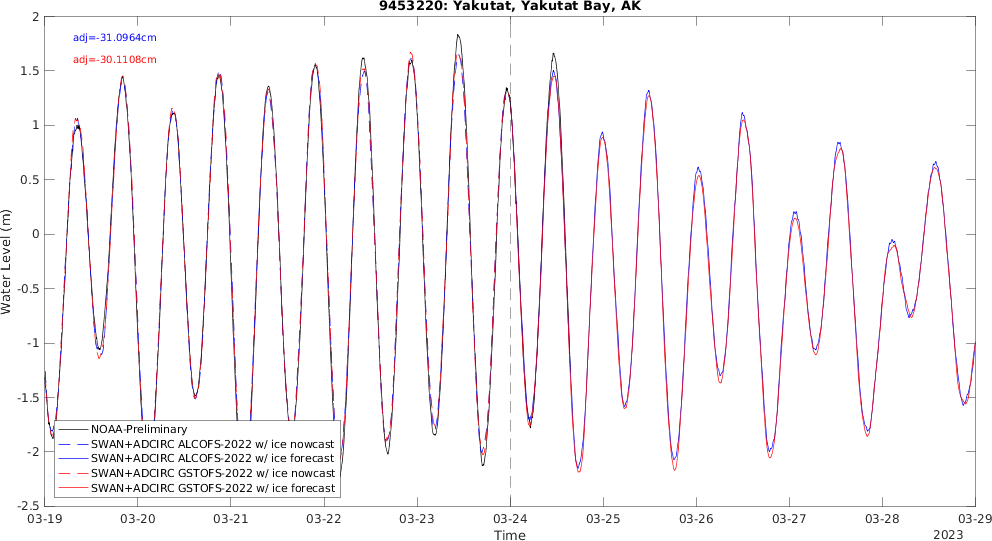 9453220: Yakutat, Yakutat Bay, AK
adj=-31.0964cm
adj=-30.1108cm
Water Level (m)
2
1.5
1
0.5
0
-0.5
-1
-1.5
-2
-2.5
NOAA-Preliminary
SWAN+ADCIRC ALCOFS-2022 w/ ice nowcast
SWAN+ADCIRC ALCOFS-2022 w/ ice forecast
SWAN+ADCIRC GSTOFS-2022 w/ ice nowcast
SWAN+ADCIRC GSTOFS-2022 w/ ice forecast
03-19 03-20 03-21 03-22 03-23 03-24 03-25 03-26 03-27 03-28 03-29
Time
2023